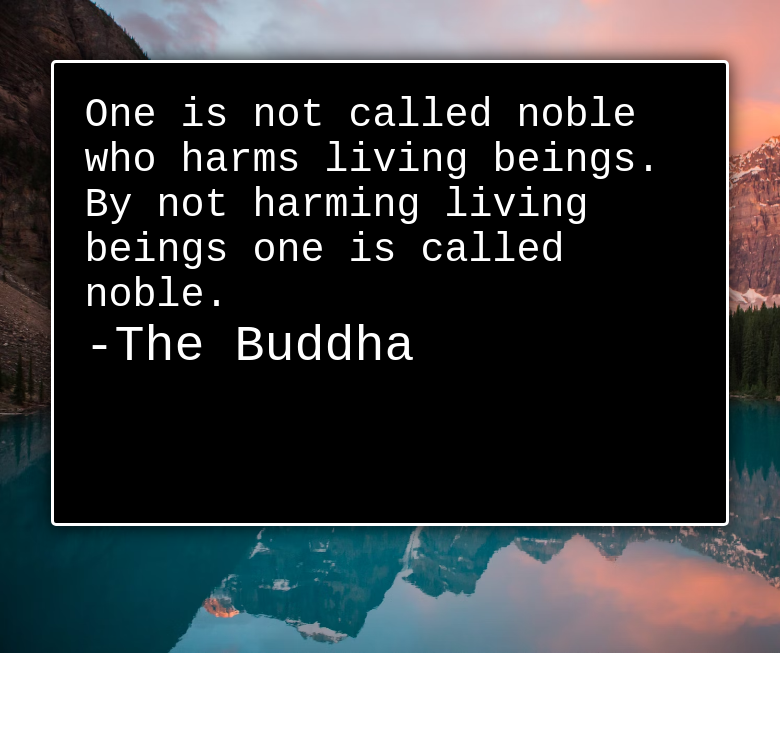 One is not called noble
who harms living beings.
By not harming living
beings one is called
noble.
-The Buddha